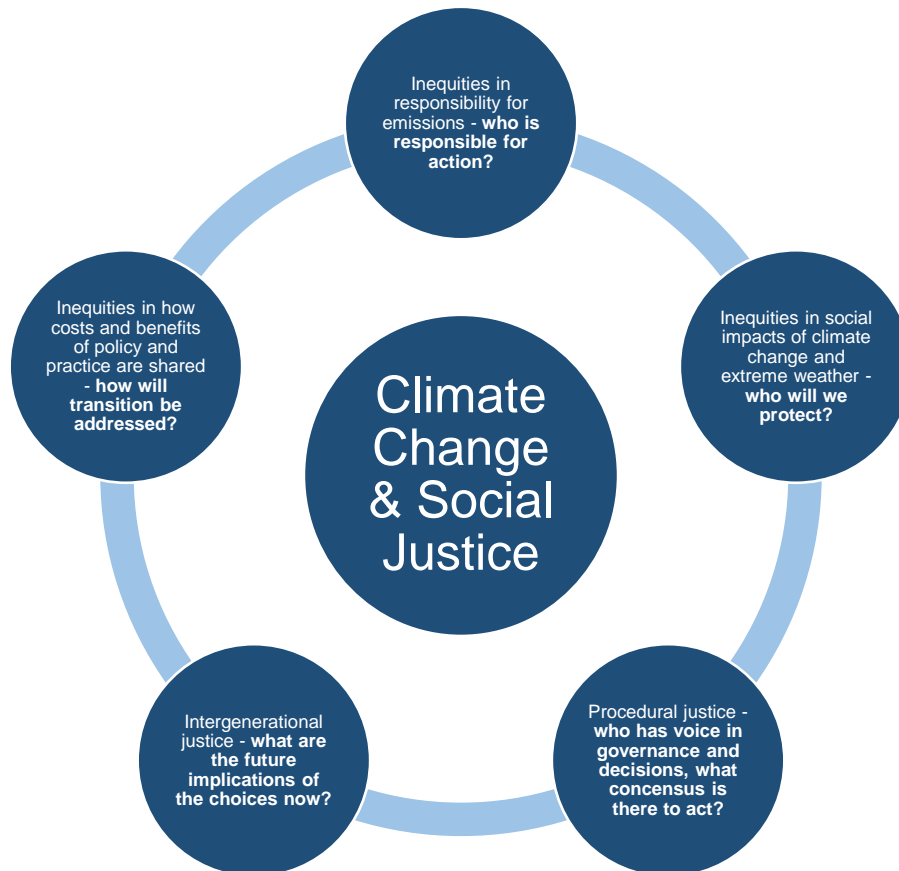 Inequities in
responsibility for
emissions - who is
responsible for
action?
Inequities in social
impacts of climate
change and
extreme weather -
who will we
protect?
Procedural justice -
who has voice in
governance and
decisions, what
concensus is
there to act?
Intergenerational
justice - what are
the future
implications of
the choices now?
Inequities in how
costs and benefits
of policy and
practice are shared
- how will
transition be
addressed?
Climate
Change
& Social
Justice